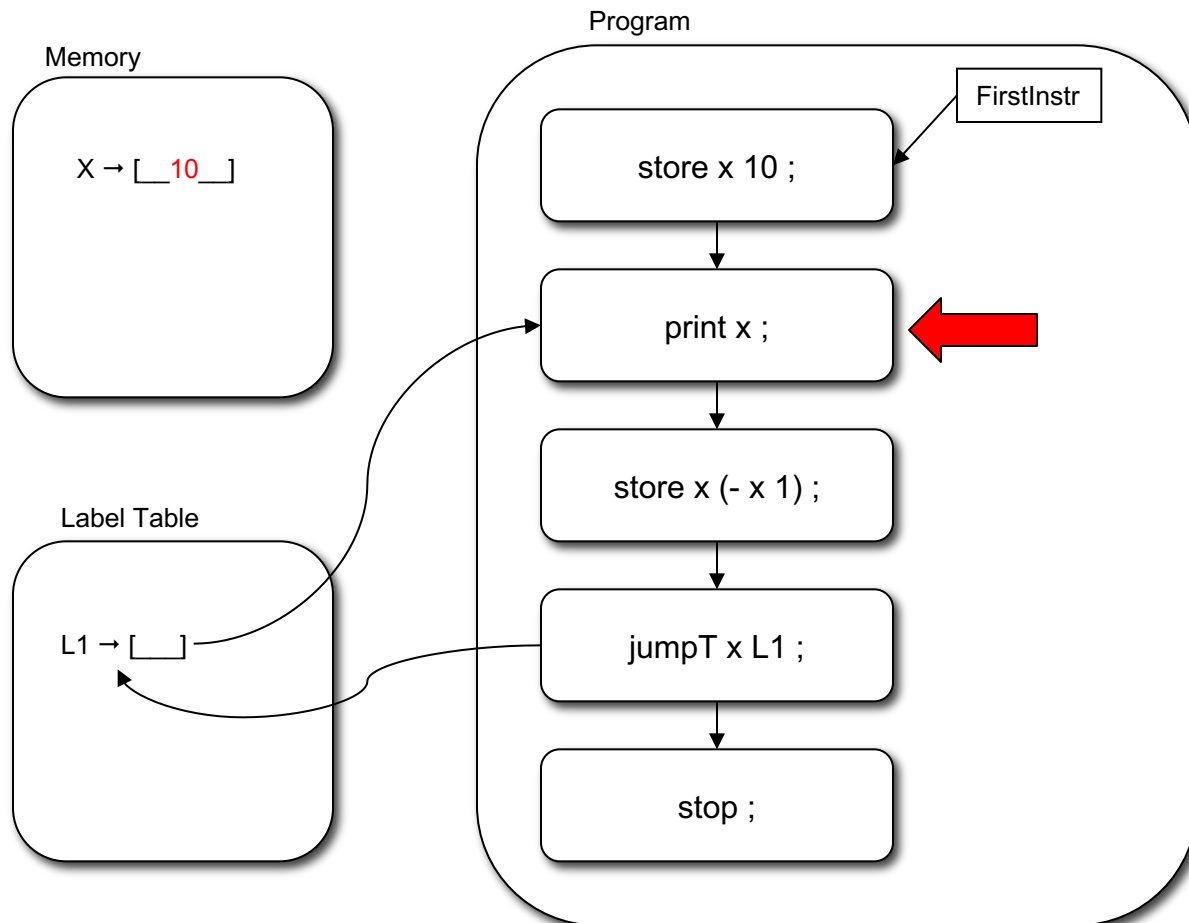 Program
Memory
FirstInstr
X → [__10__]
store x 10 ;
print x ;
store x (- x 1) ;
Label Table
L1 → [___]
jumpT x L1 ;
stop ;